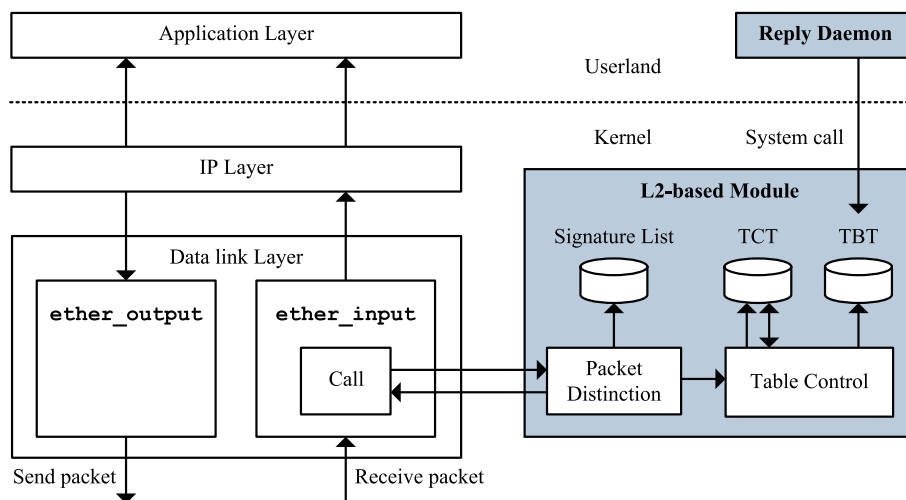 Application Layer
Reply Daemon
Userland
Kernel
System call
IP Layer
L2-based Module
Data link Layer
Signature List
TCT
TBT
ether_output
ether_input
Call
Packet
Distinction
Table Control
Send packet
Receive packet